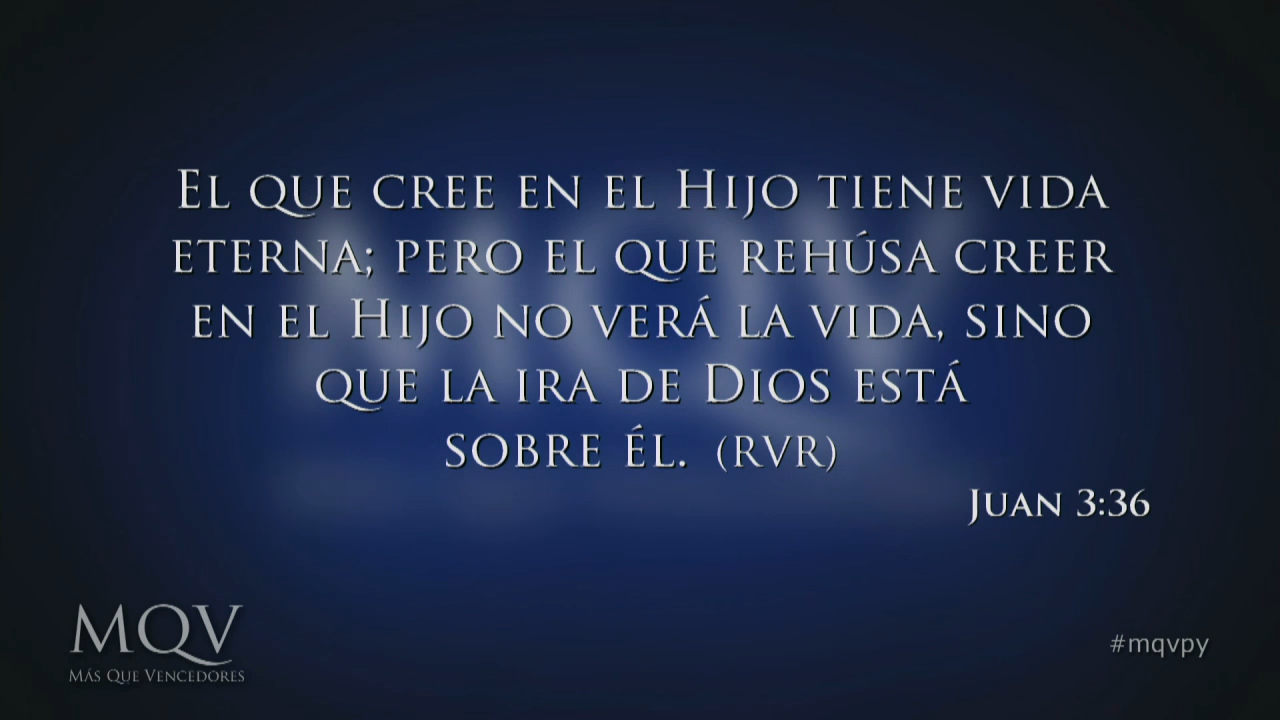 El que cree en el Hijo tiene vida
eterna; pero el que rehúsa creer
en el Hijo no verá la vida, sino
que la ira de Dios está
sobre él. (RVR)
Juan 3:36
MQV
Más Que Vencedores
#mqvpy